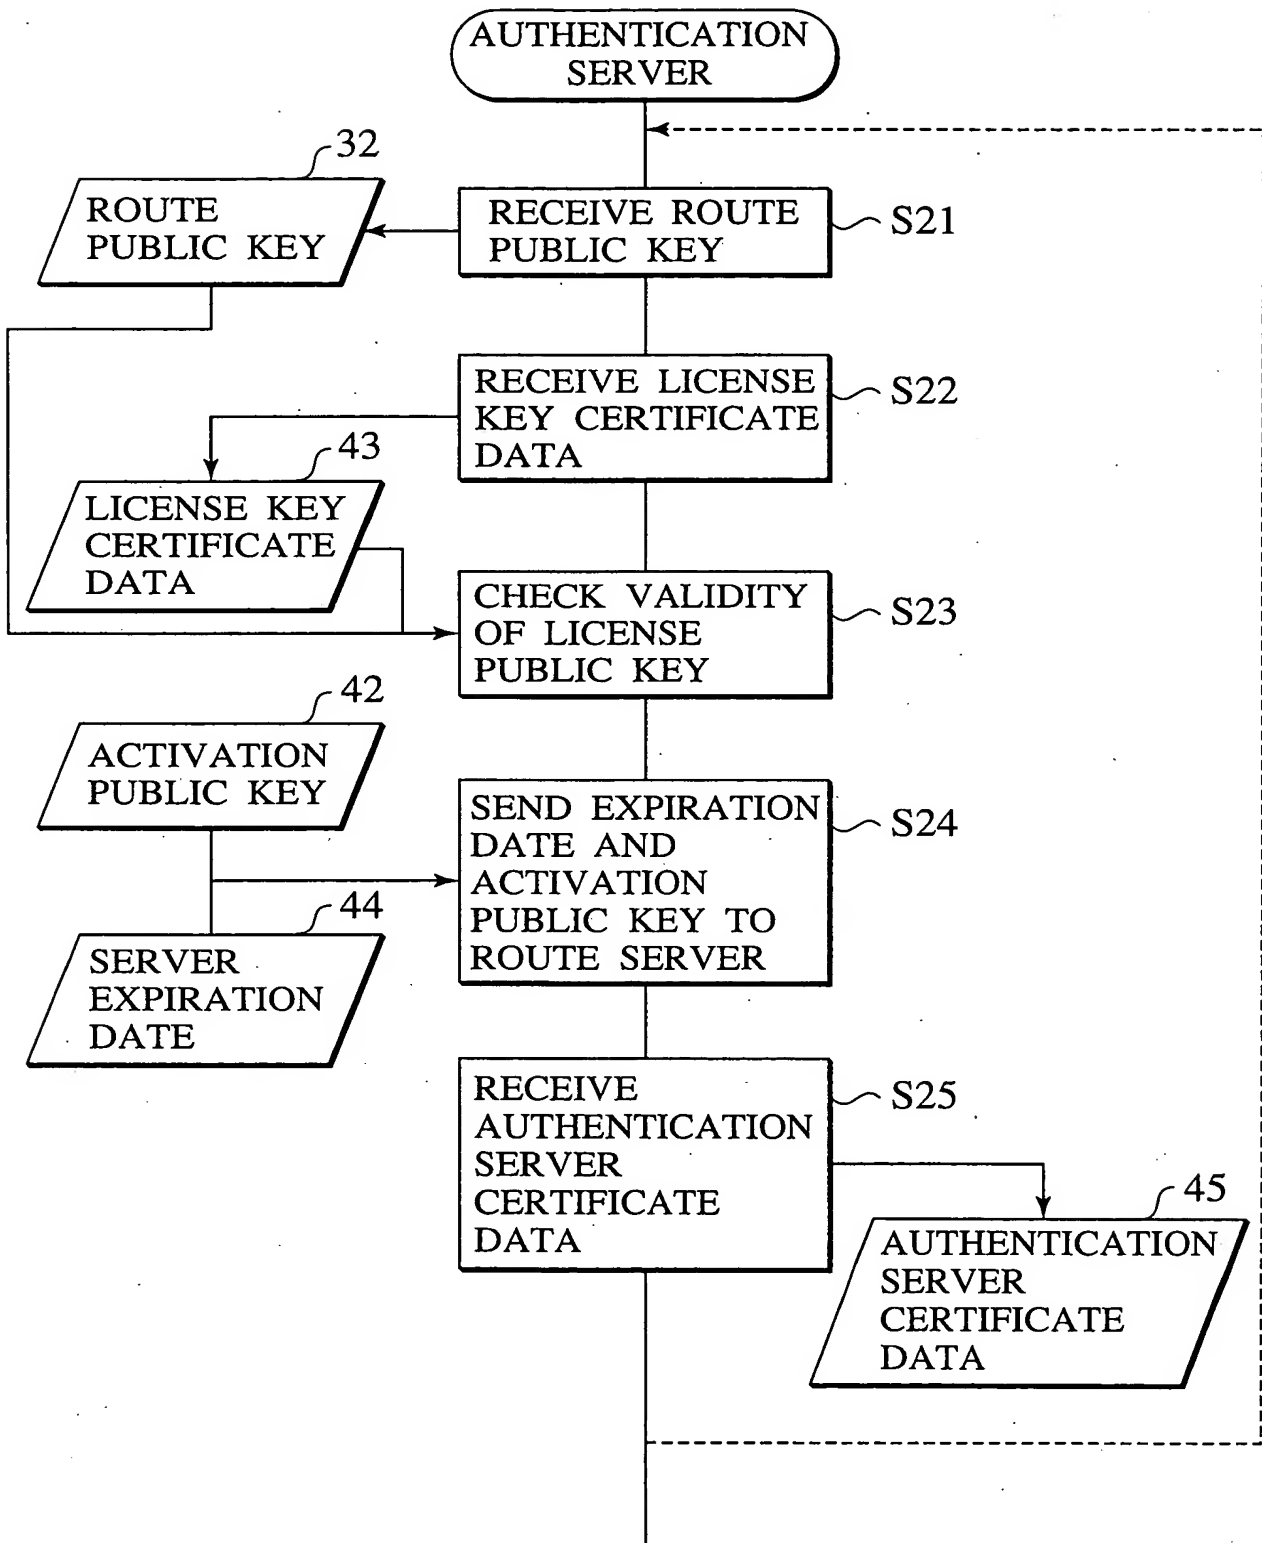 AUTHENTICATION
SERVER
32
ROUTE
PUBLIC KEY
RECEIVE ROUTE
PUBLIC KEY
S21
RECEIVE LICENSE
KEY CERTIFICATE
DATA
S22
43
LICENSE KEY
CERTIFICATE
DATA
CHECK VALIDITY
OF LICENSE
PUBLIC KEY
S23
42
ACTIVATION
PUBLIC KEY
SEND EXPIRATION
DATE AND
ACTIVATION
PUBLIC KEY TO
ROUTE SERVER
S24
44
SERVER
EXPIRATION
DATE
RECEIVE
AUTHENTICATION
SERVER
CERTIFICATE
DATA
S25
45
AUTHENTICATION
SERVER
CERTIFICATE
DATA